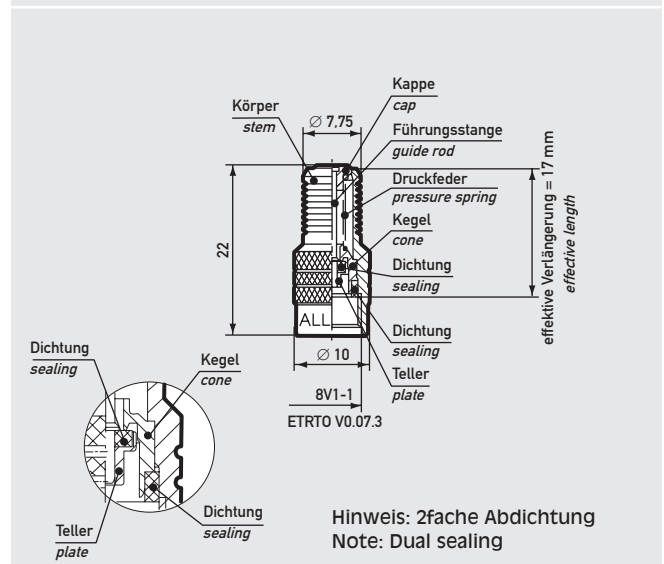 Kappe
cap
Körper
stem
∅ 7,75
Führungsstange
guide rod
Druckfeder
pressure spring
Kegel
cone
Dichtung
sealing
22
effektive Verlängerung = 17 mm
effective length
ALL
Dichtung
sealing
∅ 10
Teller
plate
8V1-1
ETRTO V0.07.3
Dichtung
sealing
Kegel
cone
Dichtung
sealing
Teller
plate
Hinweis: 2fache Abdichtung
Note: Dual sealing